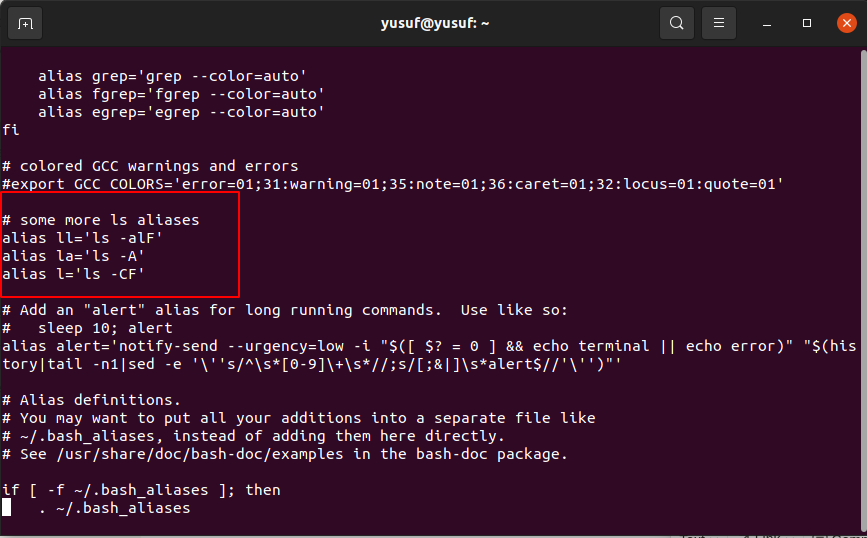 yusuf@yusuf: ~
    alias grep='grep --color=auto'
    alias fgrep='fgrep --color=auto'
    alias egrep='egrep --color=auto'
fi
# colored GCC warnings and errors
#export GCC_COLORS='error=01;31:warning=01;35:note=01;36:caret=01;32:locus=01:quote=01'
# some more ls aliases
alias ll='ls -alF'
alias la='ls -A'
alias l='ls -CF'
# Add an "alert" alias for long running commands.  Use like so:
#   sleep 10; alert
alias alert='notify-send --urgency=low -i "$([ $? = 0 ] && echo terminal || echo error)" "$(his
tory|tail -n1|sed -e '\''s/^\s*[0-9]\+\s*//;s/[;&|]\s*alert$//'\'')"'
# Alias definitions.
# You may want to put all your additions into a separate file like
# ~/.bash_aliases, instead of adding them here directly.
# See /usr/share/doc/bash-doc/examples in the bash-doc package.
if [ -f ~/.bash_aliases ]; then
    . ~/.bash_aliases